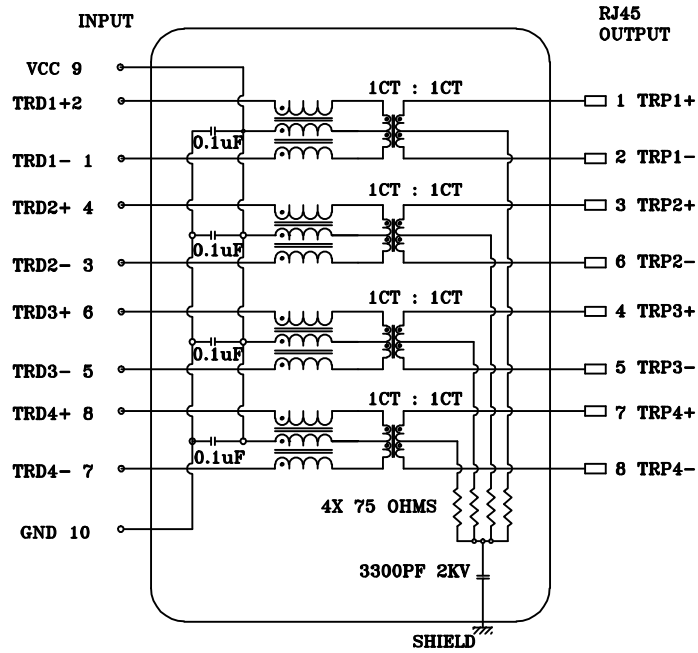 INPUT
RJ45
OUTPUT
VCC 9
1CT : 1CT
TRD1+2
1 TRP1+
0.1uF
TRD1- 1
2 TRP1-
1CT : 1CT
TRD2+ 4
3 TRP2+
0.1uF
TRD2- 3
6 TRP2-
1CT : 1CT
TRD3+ 6
4 TRP3+
0.1uF
TRD3- 5
5 TRP3-
1CT : 1CT
TRD4+ 8
7 TRP4+
0.1uF
TRD4- 7
8 TRP4-
4X 75 OHMS
GND 10
3300PF 2KV
SHIELD